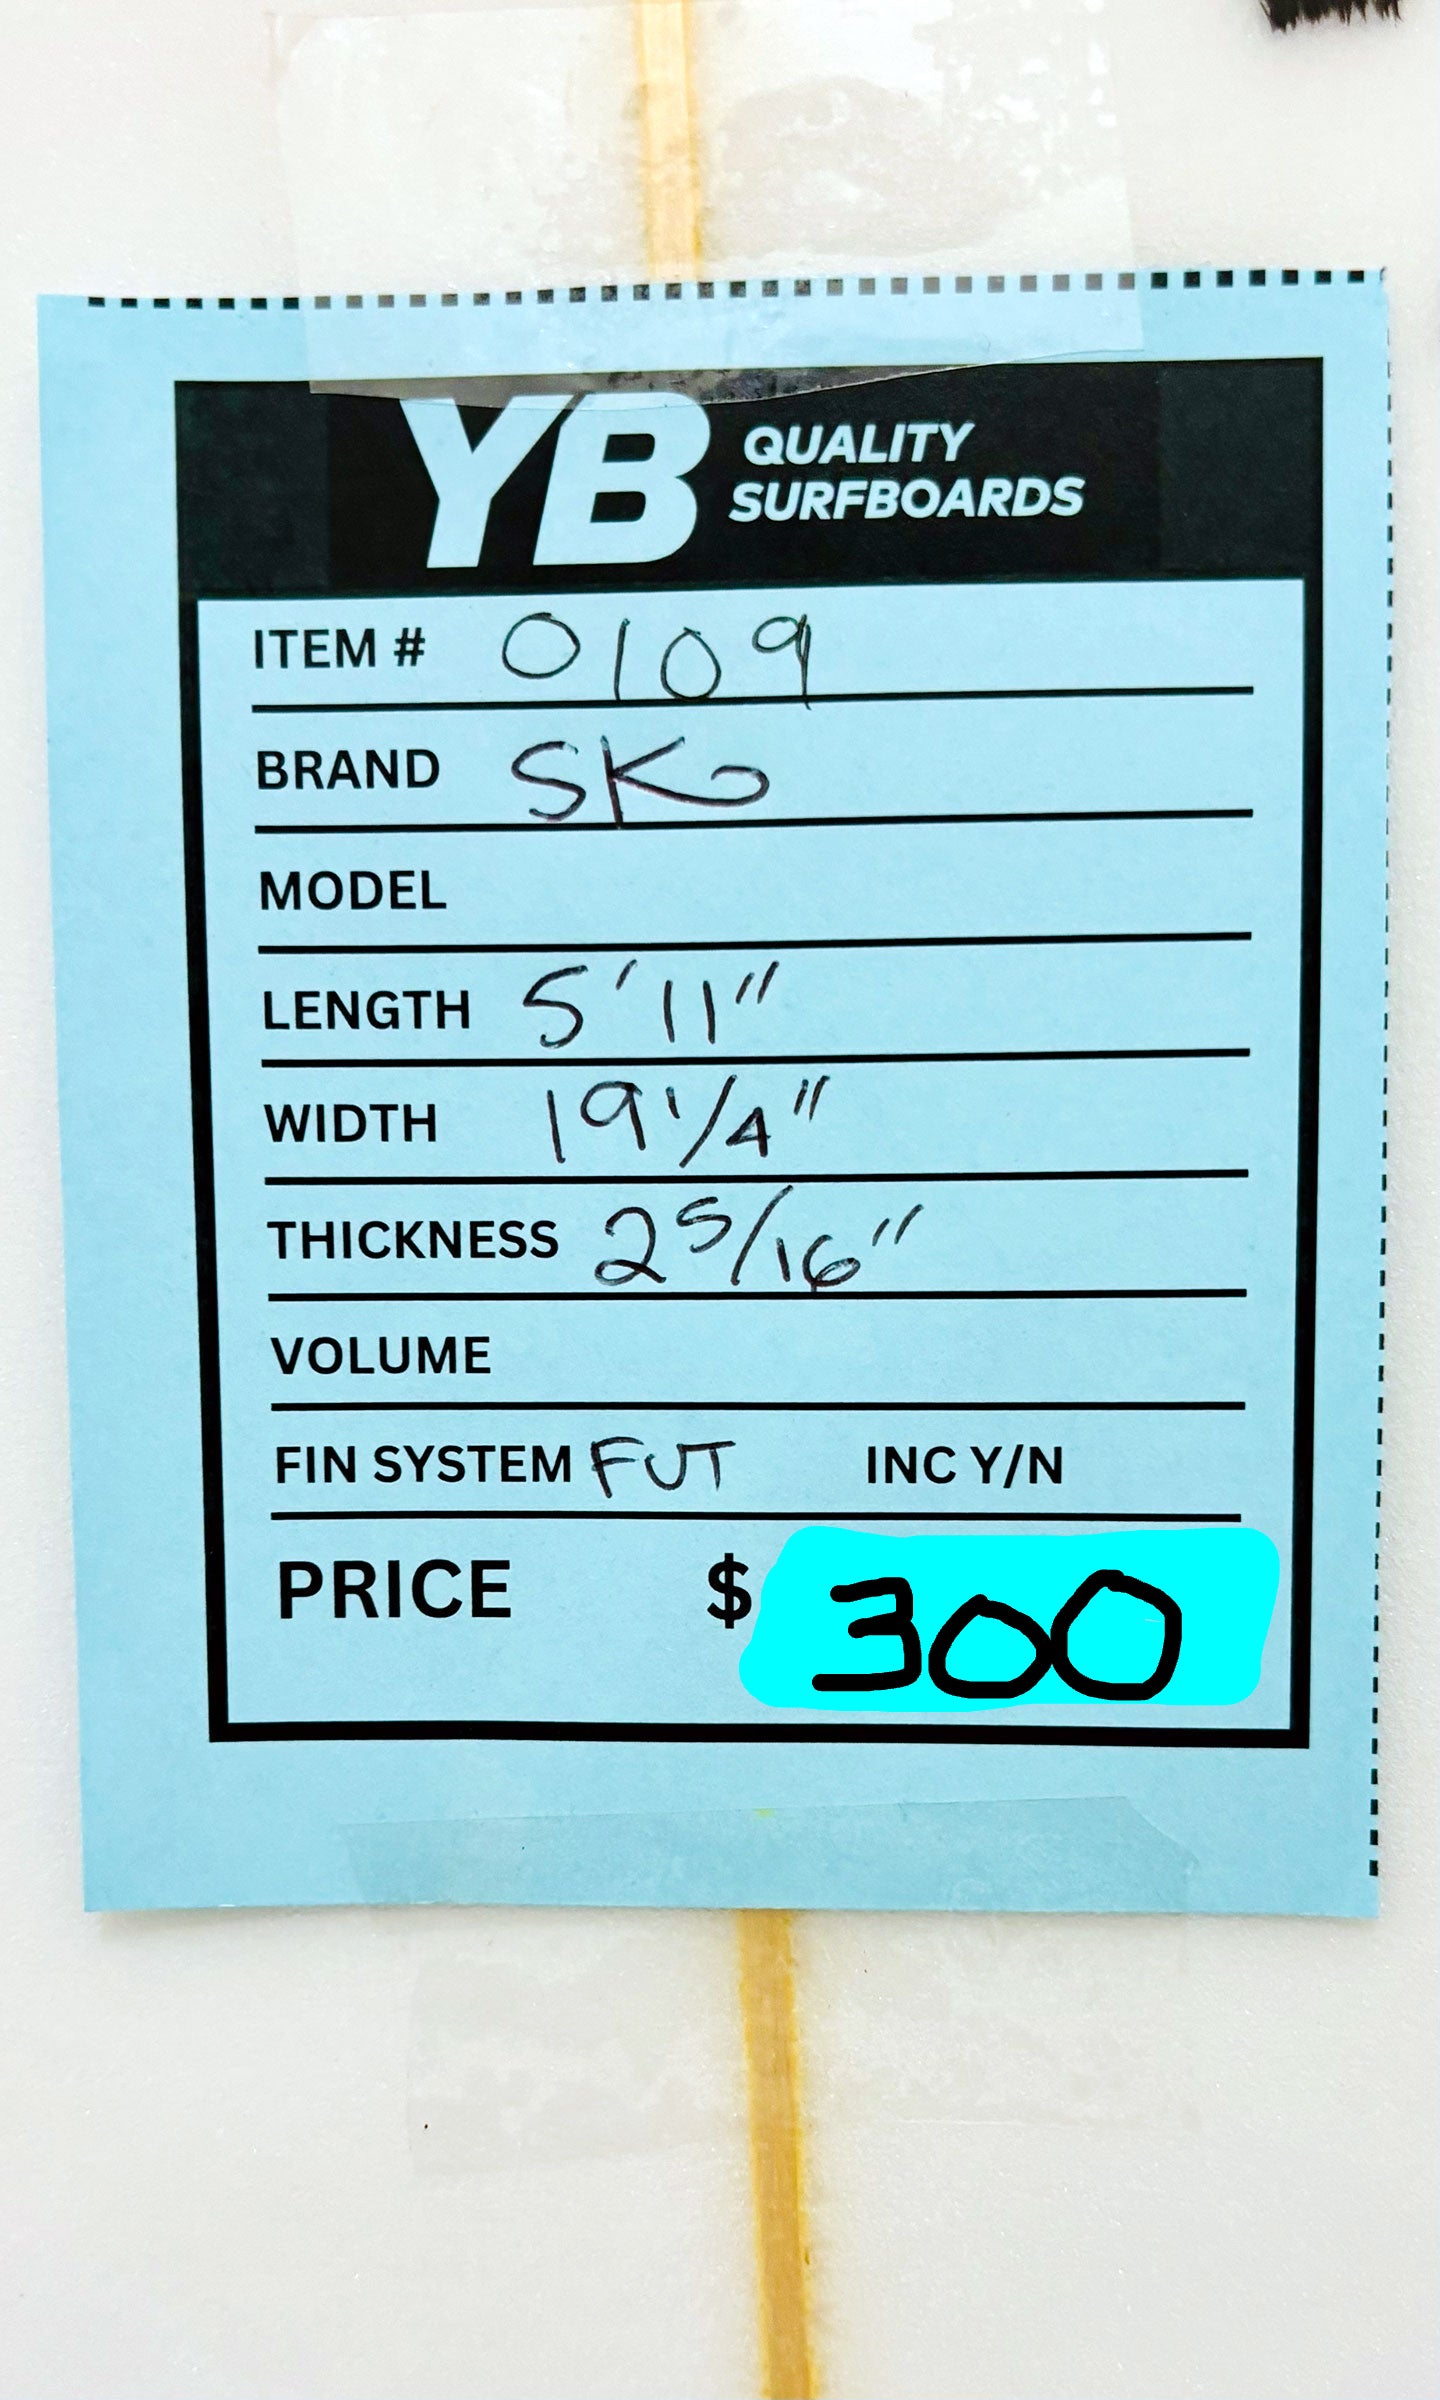 YB QUALITY
SURFBOARDS
ITEM # 0109
BRAND SKO
MODEL
LENGTH 5'11"
WIDTH 19 1/4"
THICKNESS 2 5/16"
VOLUME
FIN SYSTEM FUT INC Y/N
PRICE $ 300